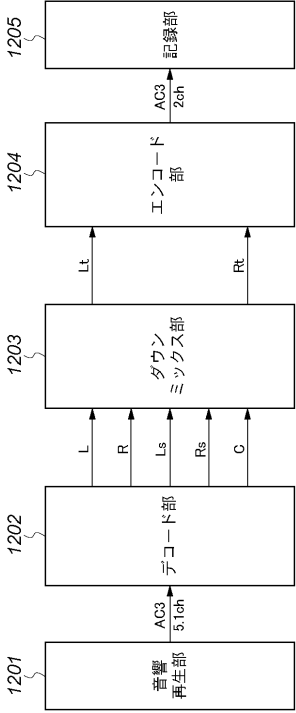 1201
音響
再生部
AC3
5.1ch
1202
デコード部
L
R
Ls
Rs
C
1203
ダウン
ミックス部
Lt
Rt
1204
エンコード
部
AC3
2ch
1205
記録部